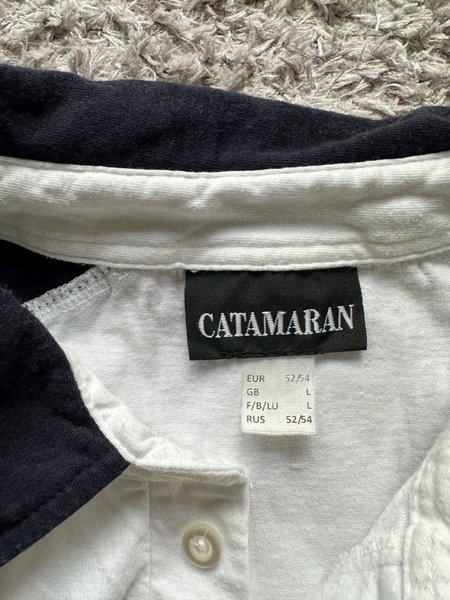 CATAMARAN
EUR 52/54
GB L
F/B/LU L
RUS 52/54